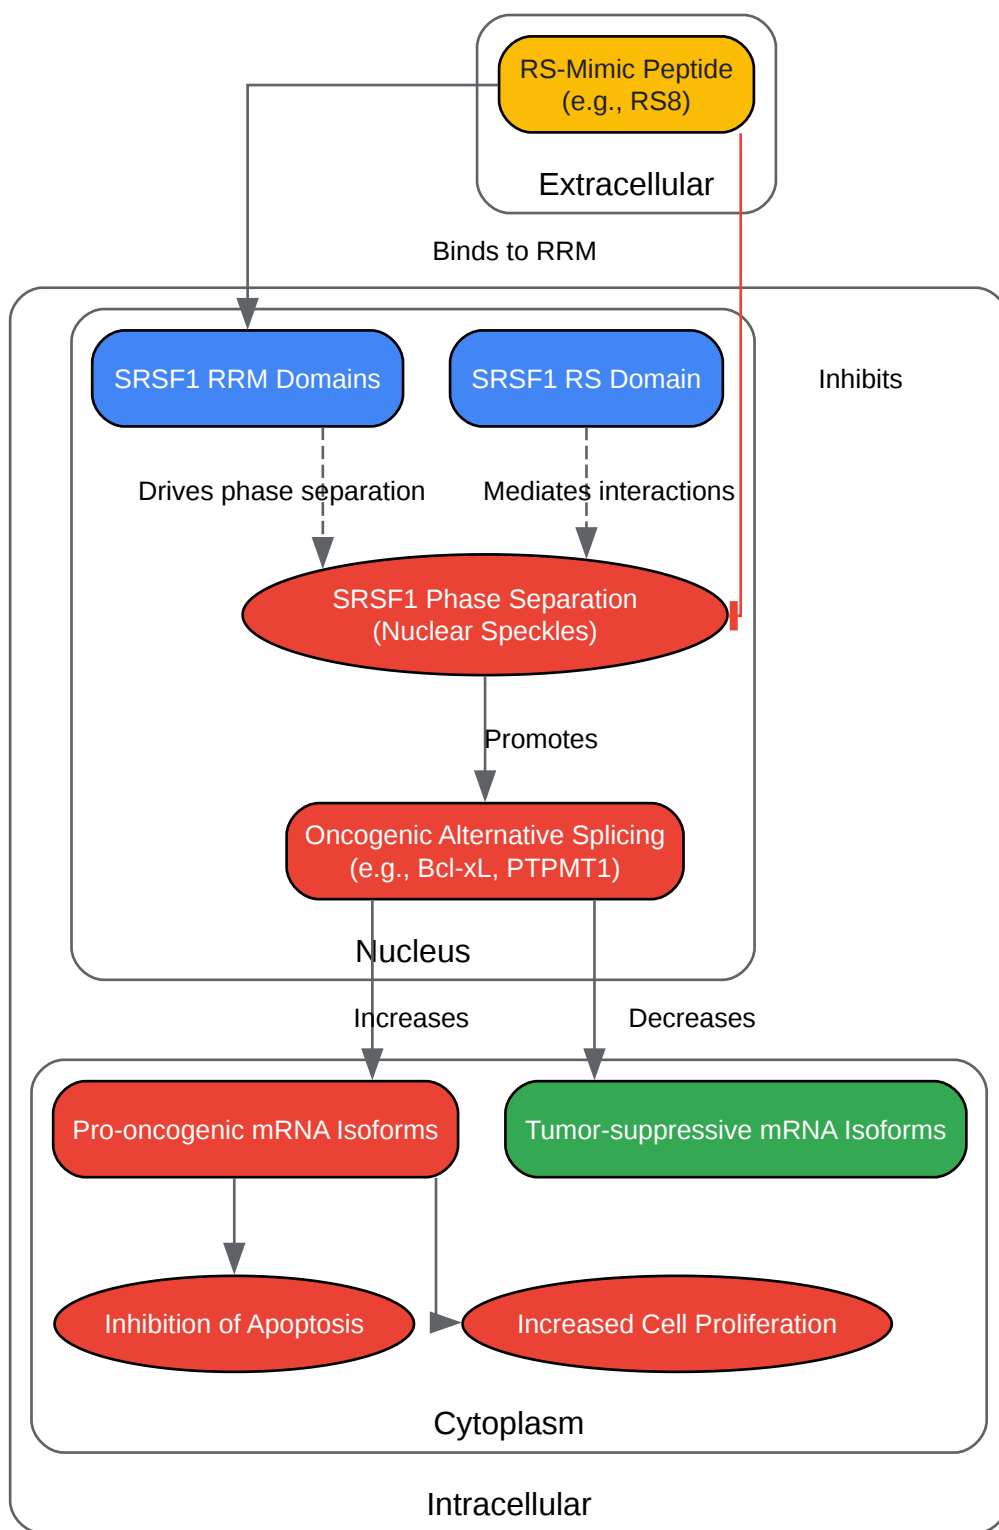 RS-Mimic Peptide
(e.g., RS8)
Extracellular
Binds to RRM
SRSF1 RRM Domains
SRSF1 RS Domain
Inhibits
Drives phase separation
Mediates interactions
SRSF1 Phase Separation
(Nuclear Speckles)
Promotes
Oncogenic Alternative Splicing
(e.g., Bcl-xL, PTPMT1)
Nucleus
Increases
Decreases
Pro-oncogenic mRNA Isoforms
Tumor-suppressive mRNA Isoforms
Inhibition of Apoptosis
Increased Cell Proliferation
Cytoplasm
Intracellular